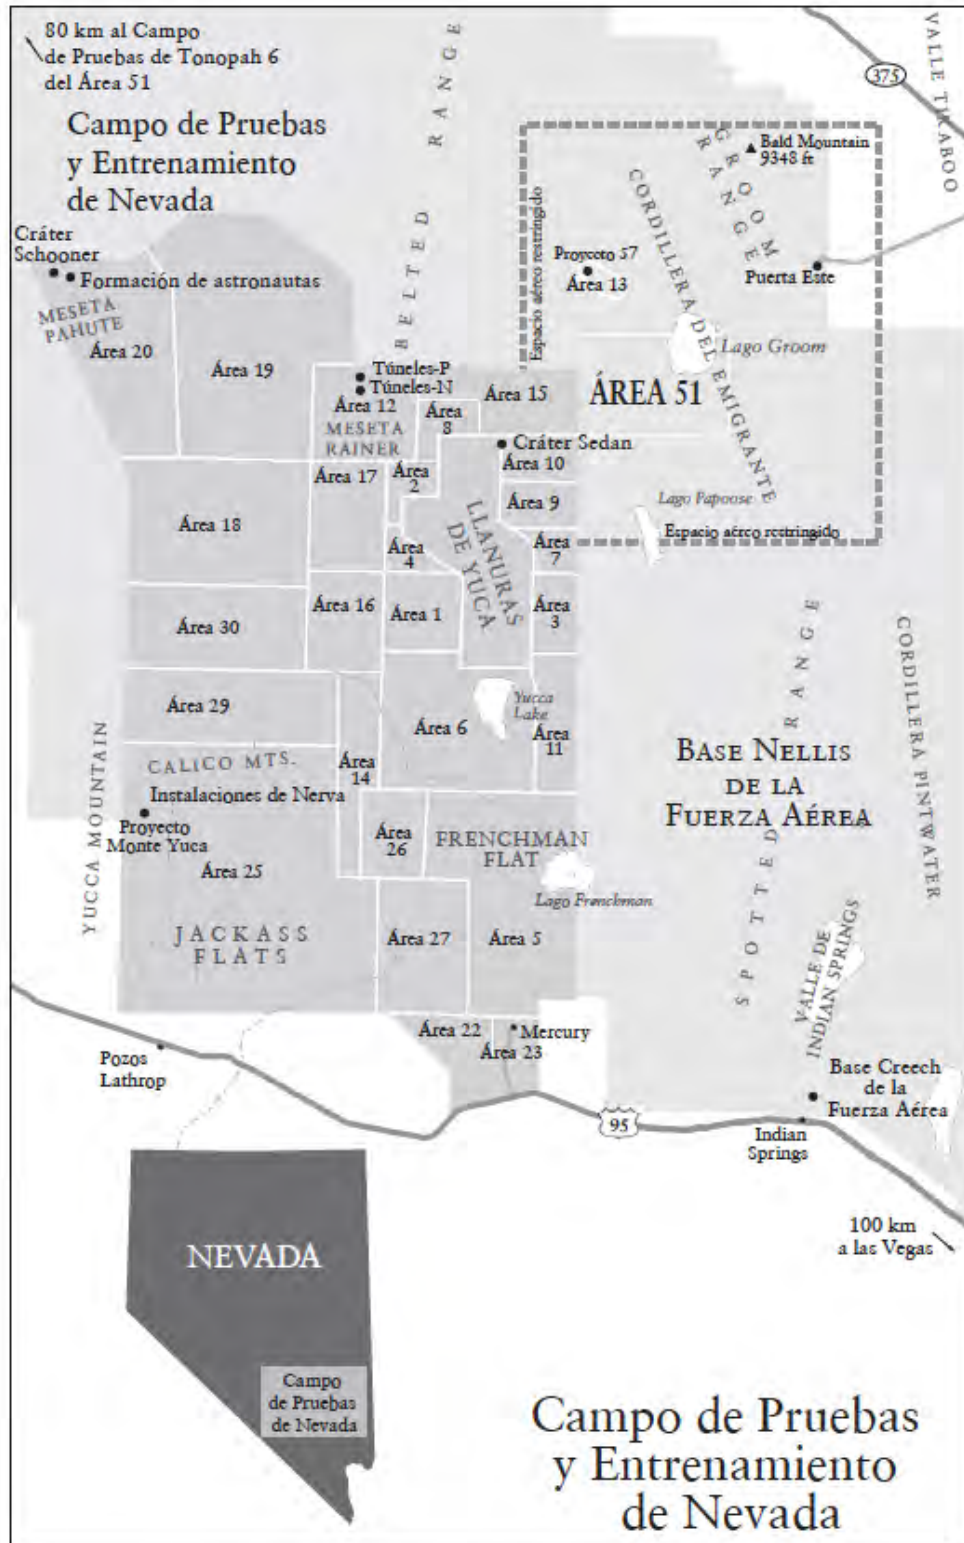 80 km al Campo
de Pruebas de Tonopah 6
del Área 51
Campo de Pruebas
y Entrenamiento
de Nevada
BELTED RANGE
375
VALLE TIKABOO
GROOM
RANGE
Bald Mountain
9348 ft
CORDILLERA DEL EMIGRANTE
Espacio aéreo restringido
Cráter
Schooner
Formación de astronautas
Proyecto 57
Área 13
Puerta Este
MESETA
PAHUTE
Área 20
Área 19
Túneles-P
Túneles-N
Área 12
MESETA
RAINER
Área
8
Área 15
ÁREA 51
Lago Groom
Cráter Sedan
Área 10
Área 17
Área
2
Área 9
Lago Papoose
Área 18
LLANURAS
DE YUCA
Espacio aéreo restringido
Área
7
Área
4
Área 16
Área 1
Área
3
Área 30
SPOTTED RANGE
CORDILLERA PINTWATER
Área 29
Área 6
Yucca
Lake
Área
11
BASE NELLIS
DE LA
FUERZA AÉREA
YUCCA MOUNTAIN
CALICO MTS.
Área
14
Instalaciones de Nerva
Proyecto
Monte Yuca
Área
26
FRENCHMAN
FLAT
Área 25
Lago Frenchman
JACKASS
FLATS
Área 27
Área 5
VALLE DE
INDIAN SPRINGS
Área 22
Mercury
Área 23
Pozos
Lathrop
Base Creech
de la
Fuerza Aérea
95
Indian
Springs
100 km
a las Vegas
NEVADA
Campo
de Pruebas
de Nevada
Campo de Pruebas
y Entrenamiento
de Nevada